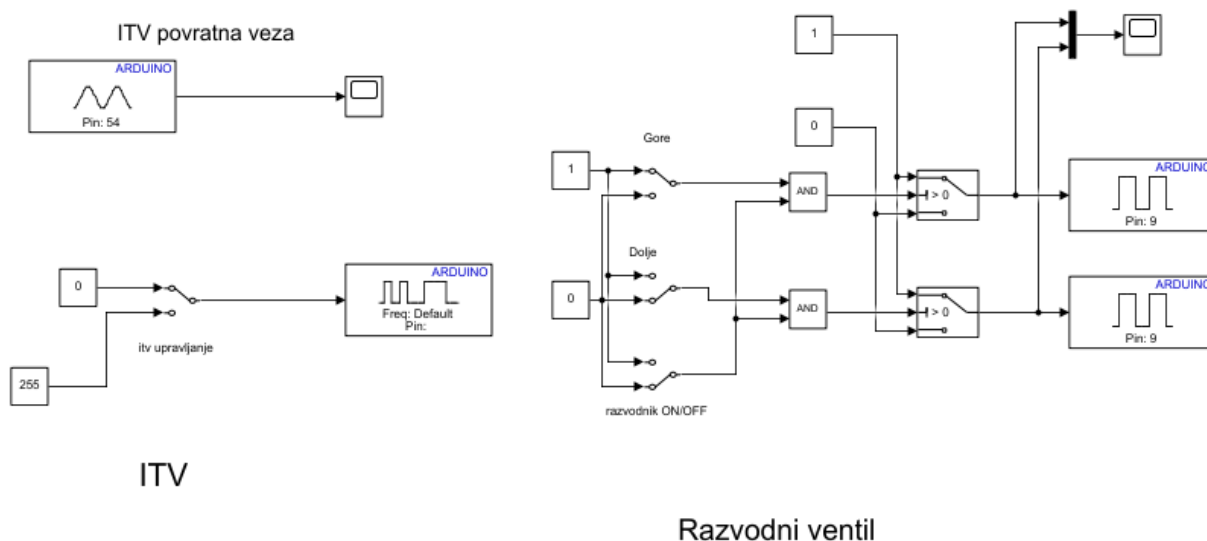 ITV povratna veza
ARDUINO
Pin: 54
0
255
itv upravljanje
ARDUINO
Freq: Default
Pin:
ITV
1
0
Gore
1
Dolje
0
razvodnik ON/OFF
AND
AND
> 0
> 0
ARDUINO
Pin: 9
ARDUINO
Pin: 9
Razvodni ventil